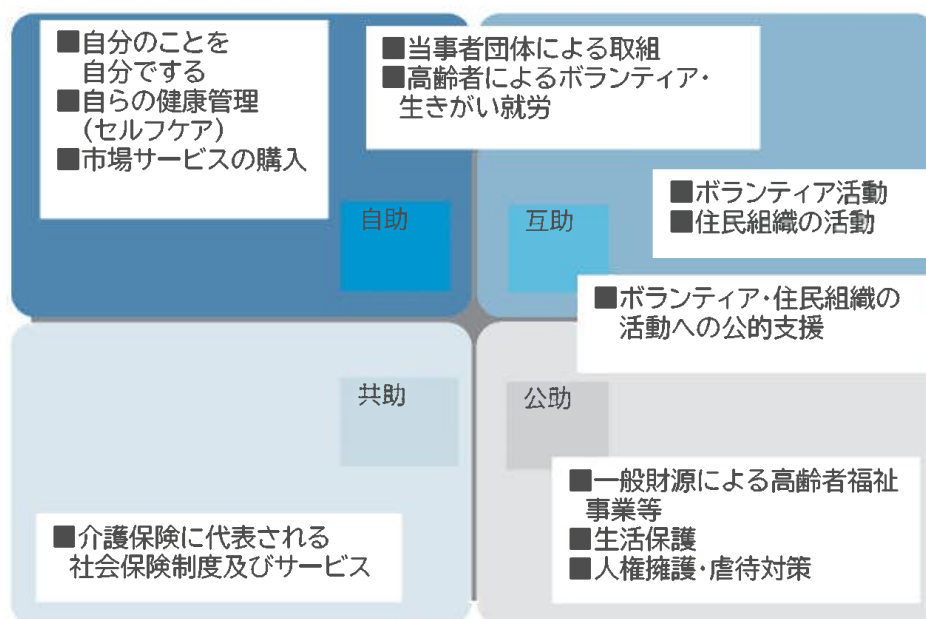 ■自分のことを
自分でする
■自らの健康管理
(セルフケア)
■市場サービスの購入
■当事者団体による取組
■高齢者によるボランティア・
生きがい就労
自助
互助
■ボランティア活動
■住民組織の活動
■ボランティア・住民組織の
活動への公的支援
共助
公助
■介護保険に代表される
社会保険制度及びサービス
■一般財源による高齢者福祉
事業等
■生活保護
■人権擁護・虐待対策